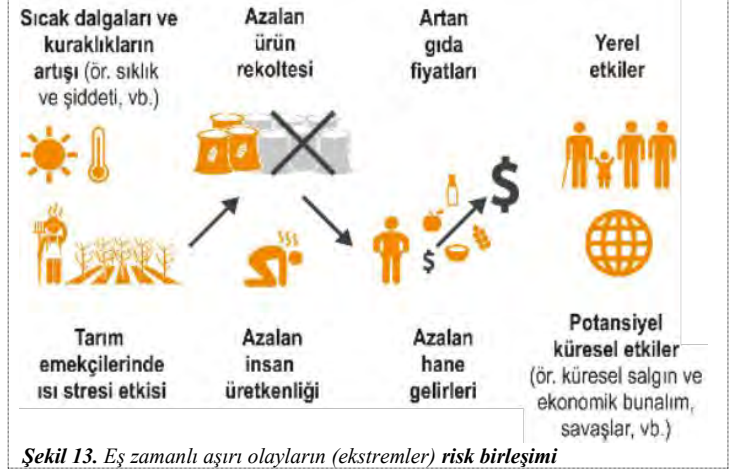 Sıcak dalgaları ve
kuraklıkların
artışı (ör. sıklık
ve şiddeti, vb.)
Azalan
ürün
rekoltesi
Artan
gıda
fiyatları
Yerel
etkiler
$
$
Tarım
emekçilerinde
ısı stresi etkisi
Azalan
insan
üretkenliği
Azalan
hane
gelirleri
Potansiyel
küresel etkiler
(ör. küresel salgın ve
ekonomik bunalım,
savaşlar, vb.)
Şekil 13. Eş zamanlı aşırı olayların (ekstremler) risk birleşimi